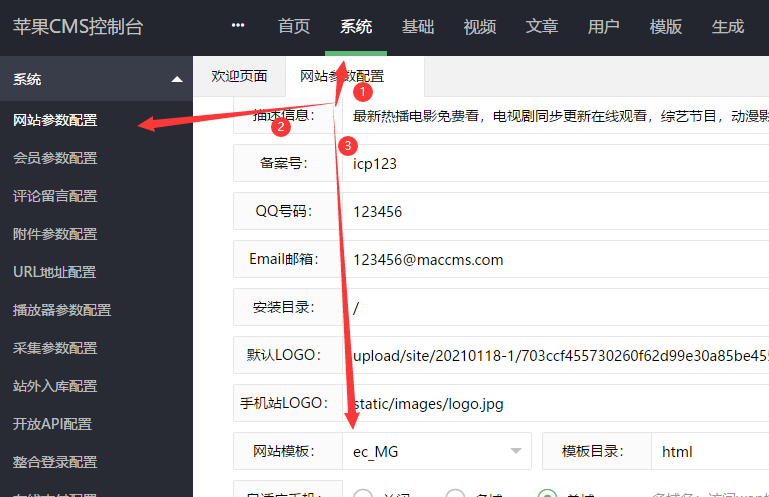 苹果CMS控制台 ••• 首页 系统 基础 视频 文章 用户 模版 生成
系统
网站参数配置
会员参数配置
评论留言配置
附件参数配置
URL地址配置
播放器参数配置
采集参数配置
站外入库配置
开放API配置
整合登录配置
欢迎页面 网站参数配置
1
2
3
描述信息： 最新热播电影免费看，电视剧同步更新在线观看，综艺节目，动漫
备案号： icp123
QQ号码： 123456
Email邮箱： 123456@maccms.com
安装目录： /
默认LOGO： upload/site/20210118-1/703ccf455730260f62d99e30a85be45
手机站LOGO： static/images/logo.jpg
网站模板： ec_MG 模板目录： html